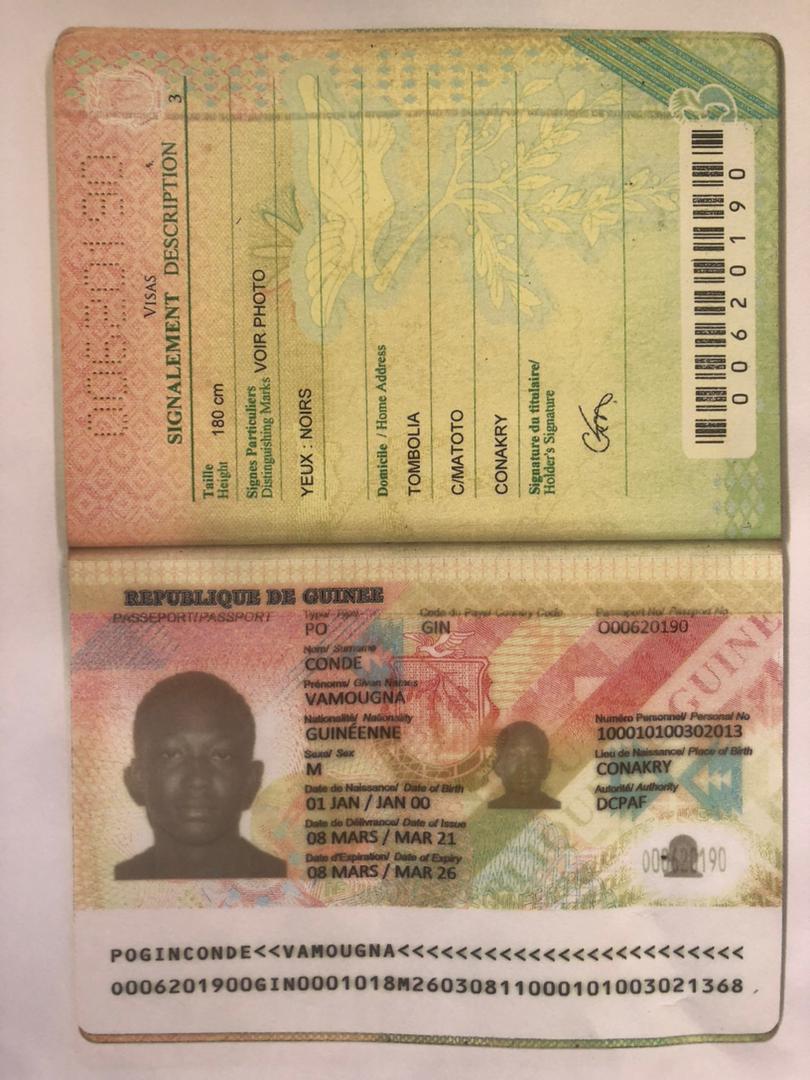 3
VISAS
SIGNALEMENT DESCRIPTION
Taille
Height 180 cm
Signes Particuliers
Distinguishing Marks VOIR PHOTO
YEUX : NOIRS
Domicile / Home Address
TOMBOLIA
C/MATOTO
CONAKRY
Signature du titulaire/
Holder's Signature
00620190
3
REPUBLIQUE DE GUINEE
PASSEPORT/PASSPORT Type/ Type Code du Pays/ Country Code Passeport No/ Passport No
PO GIN O00620190
Nom/ Surname
CONDE
Prénoms/ Given Names
VAMOUGNA
Nationalité/ Nationality Numéro Personnel/ Personal No
GUINÉENNE 100010100302013
Sexe/ Sex Lieu de Naissance/ Place of Birth
M CONAKRY
Date de Naissance/ Date of Birth Autorité/ Authority
01 JAN / JAN 00 DCPAF
Date de Délivrance/ Date of Issue
08 MARS / MAR 21
Date d'Expiration/ Date of Expiry
08 MARS / MAR 26
GUINE
POGINCONDE<<VAMOUGNA<<<<<<<<<<<<<<<<<<<<<<<<
O006201900GIN0001018M26030811000101003021368